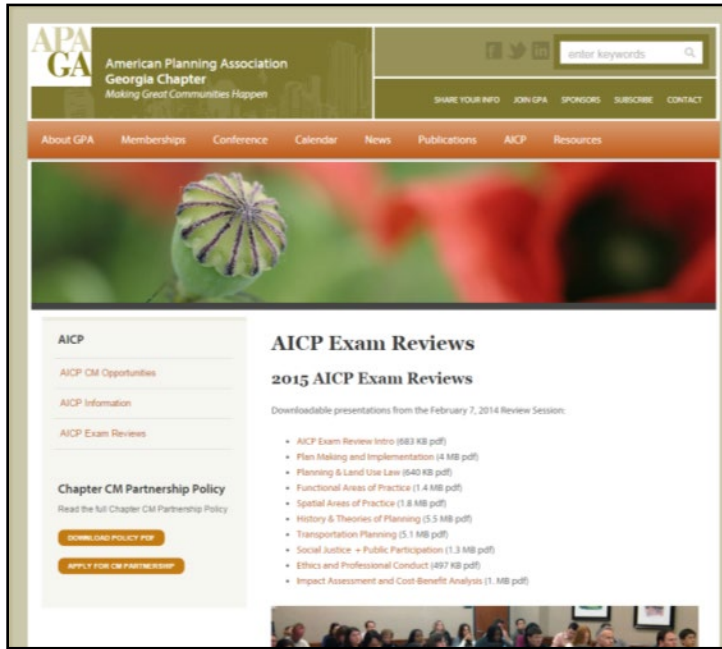 APA
GA
American Planning Association
Georgia Chapter
Making Great Communities Happen
enter keywords
SHARE YOUR INFO JOIN GPA SPONSORS SUBSCRIBE CONTACT
About GPA Memberships Conference Calendar News Publications AICP Resources
AICP
AICP CM Opportunities
AICP Information
AICP Exam Reviews
Chapter CM Partnership Policy
Read the full Chapter CM Partnership Policy
DOWNLOAD POLICY PDF
APPLY FOR CM PARTNERSHIP
AICP Exam Reviews
2015 AICP Exam Reviews
Downloadable presentations from the February 7, 2014 Review Session:
• AICP Exam Review Intro (683 KB pdf)
• Plan Making and Implementation (4 MB pdf)
• Planning & Land Use Law (640 KB pdf)
• Functional Areas of Practice (1.4 MB pdf)
• Spatial Areas of Practice (1.8 MB pdf)
• History & Theories of Planning (5.5 MB pdf)
• Transportation Planning (5.1 MB pdf)
• Social Justice + Public Participation (1.3 MB pdf)
• Ethics and Professional Conduct (497 KB pdf)
• Impact Assessment and Cost-Benefit Analysis (1. MB pdf)